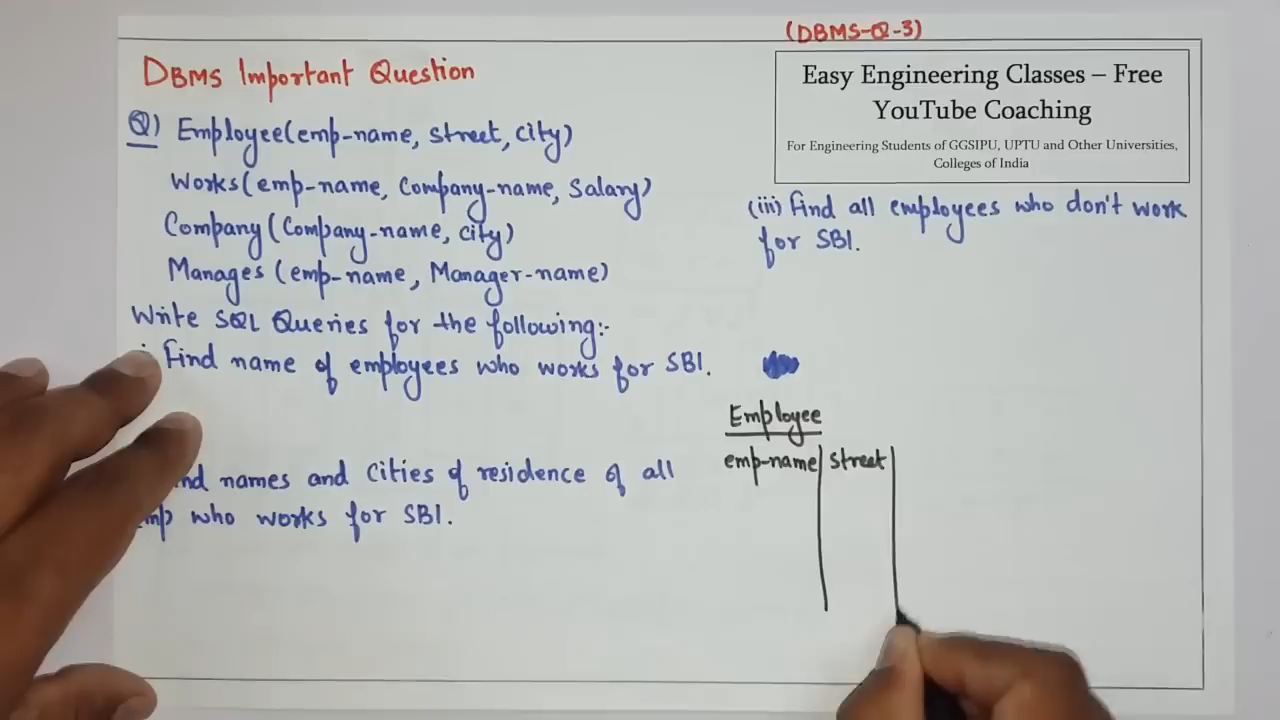 (DBMS-Q-3)
DBMS Important Question
Easy Engineering Classes – Free
YouTube Coaching
For Engineering Students of GGSIPU, UPTU and Other Universities,
Colleges of India
Q) Employee(emp-name, street, city)
Works(emp-name, Company-name, Salary)
Company(Company-name, city)
Manages (emp-name, Manager-name)
Write SQL Queries for the following:-
Find name of employees who works for SBI.
names and Cities of residence of all
who works for SBI.
(iii) Find all employees who don't work
for SBI.
Employee
emp-name street